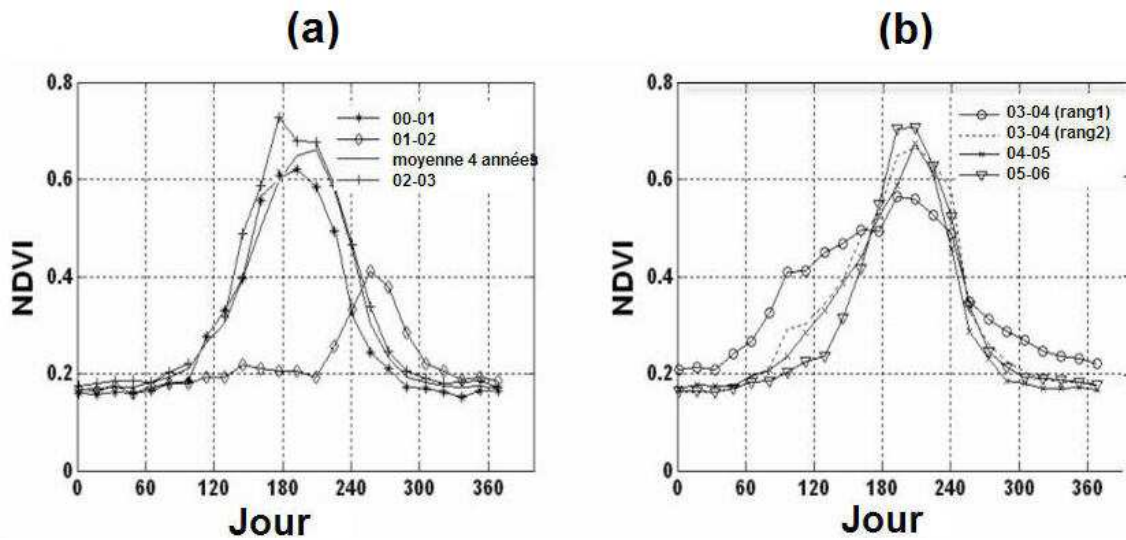 (a)
(b)
0.8
0.6
0.4
0.2
0
NDVI
00-01
01-02
moyenne 4 années
02-03
0 60 120 180 240 300 360
Jour
0.8
0.6
0.4
0.2
0
NDVI
03-04 (rang1)
03-04 (rang2)
04-05
05-06
0 60 120 180 240 300 360
Jour